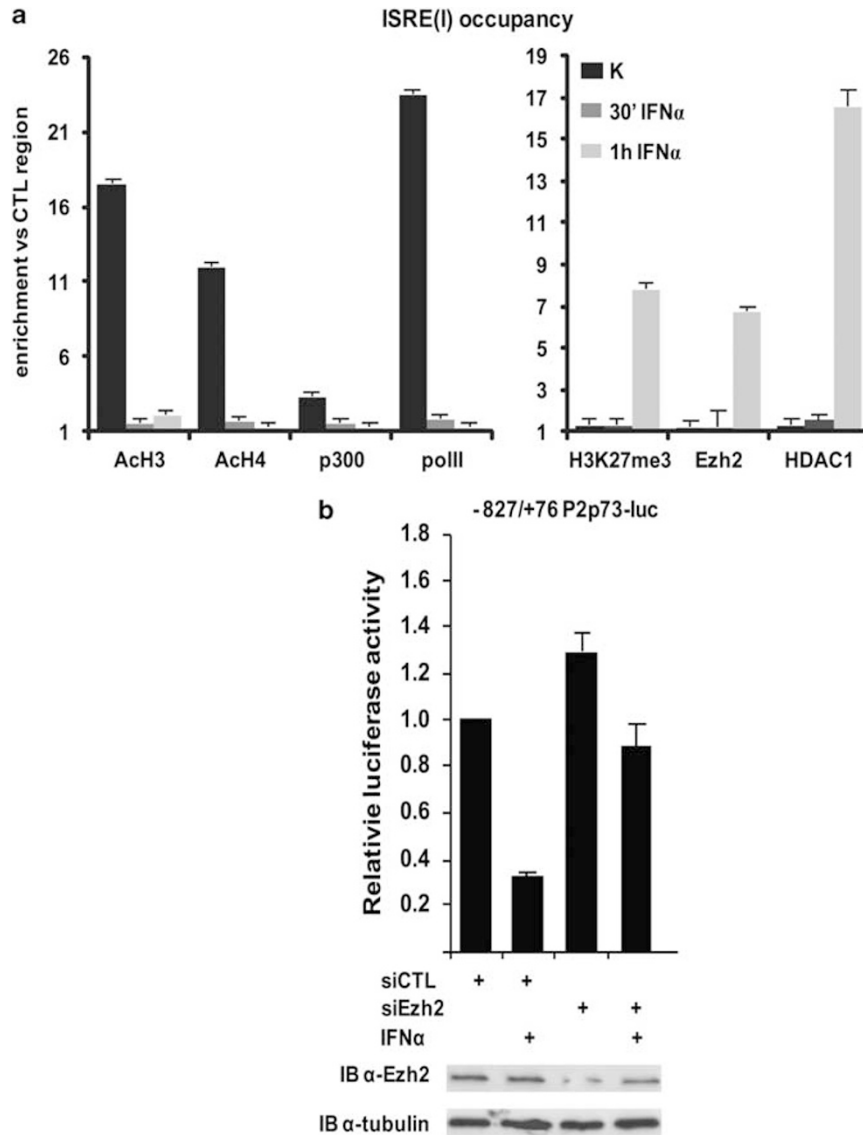 a
ISRE(I) occupancy
enrichment vs CTL region
26
21
16
11
6
1
AcH3 AcH4 p300 polII
19
17
15
13
11
9
7
5
3
1
K
30' IFNα
1h IFNα
H3K27me3 Ezh2 HDAC1
b
-827/+76 P2p73-luc
Relativie luciferase activity
1.8
1.6
1.4
1.2
1.0
0.8
0.4
0.4
0.2
siCTL + +
siEzh2 + +
IFNα + +
IB α-Ezh2
IB α-tubulin